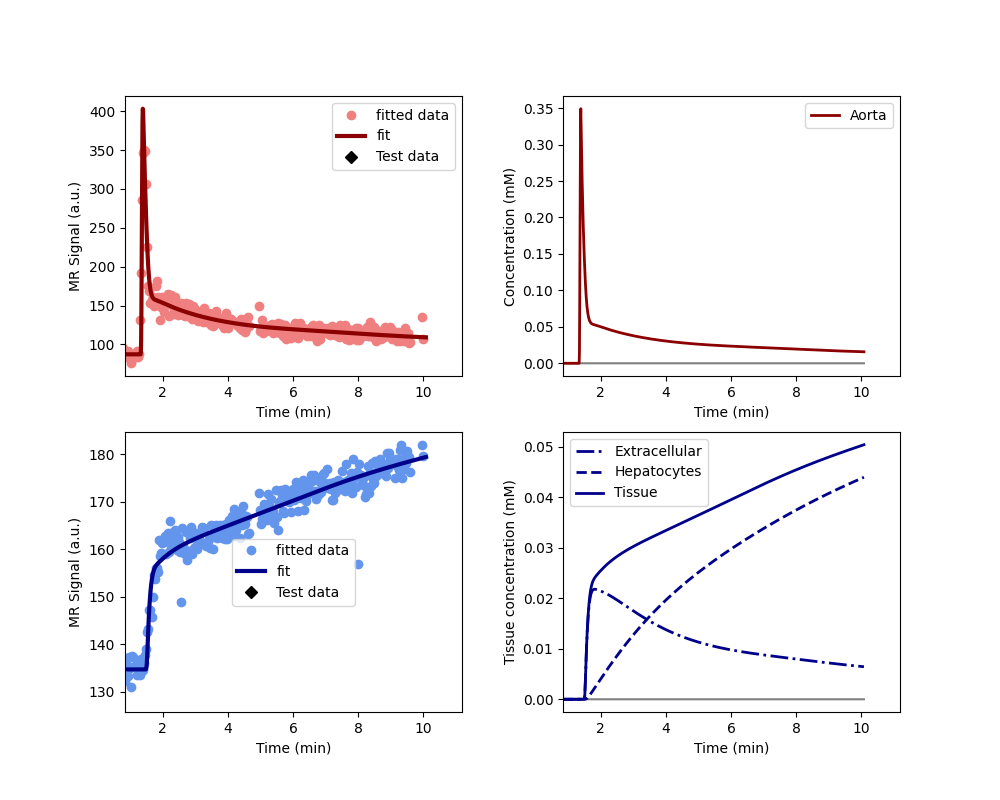 400
350
300
250
200
150
100
MR Signal (a.u.)
fitted data
fit
Test data
2
4
6
8
10
Time (min)
0.35
0.30
0.25
0.20
0.15
0.10
0.05
0.00
Concentration (mM)
Aorta
2
4
6
8
10
Time (min)
180
170
160
150
140
130
MR Signal (a.u.)
fitted data
fit
Test data
2
4
6
8
10
Time (min)
0.05
0.04
0.03
0.02
0.01
0.00
Tissue concentration (mM)
Extracellular
Hepatocytes
Tissue
2
4
6
8
10
Time (min)